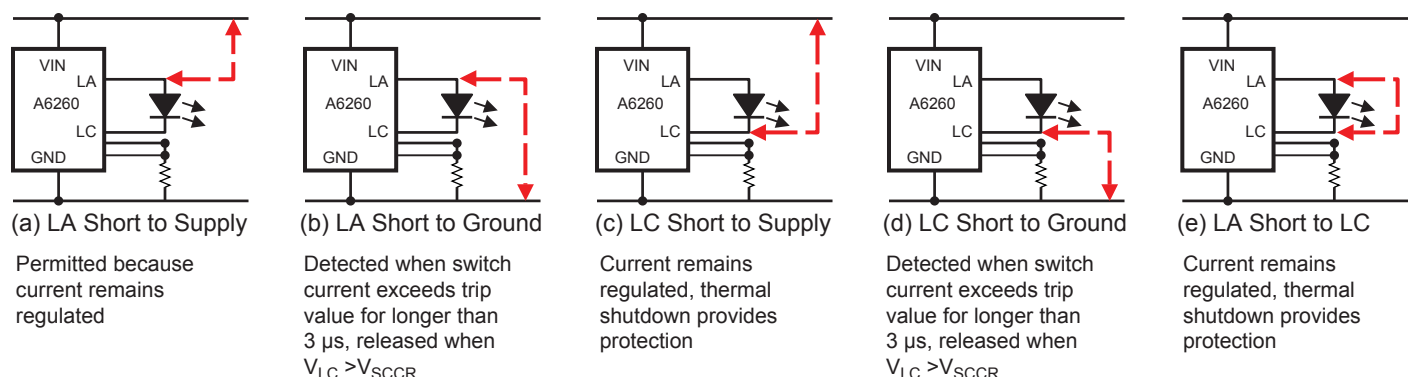 VIN
LA
A6260
LC
GND
(a) LA Short to Supply
Permitted because
current remains
regulated
VIN
LA
A6260
LC
GND
(b) LA Short to Ground
Detected when switch
current exceeds trip
value for longer than
3 µs, released when
VLC >VSCCR
VIN
LA
A6260
LC
GND
(c) LC Short to Supply
Current remains
regulated, thermal
shutdown provides
protection
VIN
LA
A6260
LC
GND
(d) LC Short to Ground
Detected when switch
current exceeds trip
value for longer than
3 µs, released when
VLC >VSCCR
VIN
LA
A6260
LC
GND
(e) LA Short to LC
Current remains
regulated, thermal
shutdown provides
protection